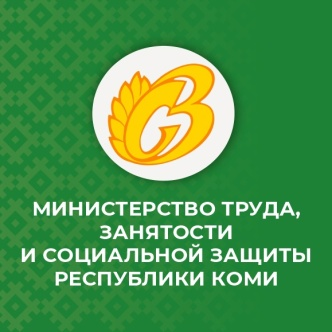 МИНИСТЕРСТВО ТРУДА,
ЗАНЯТОСТИ
И СОЦИАЛЬНОЙ ЗАЩИТЫ
РЕСПУБЛИКИ КОМИ